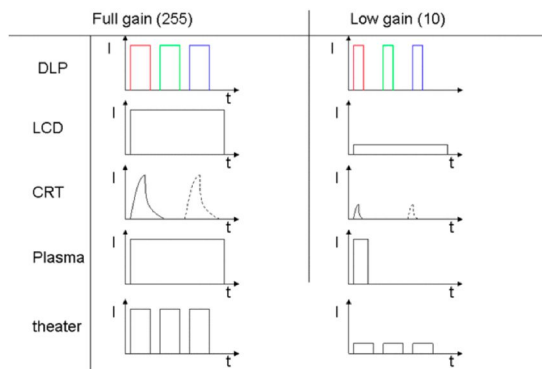 Full gain (255) Low gain (10)
DLP I t I t
LCD I t I t
CRT I t I t
Plasma I t I t
theater I t I t